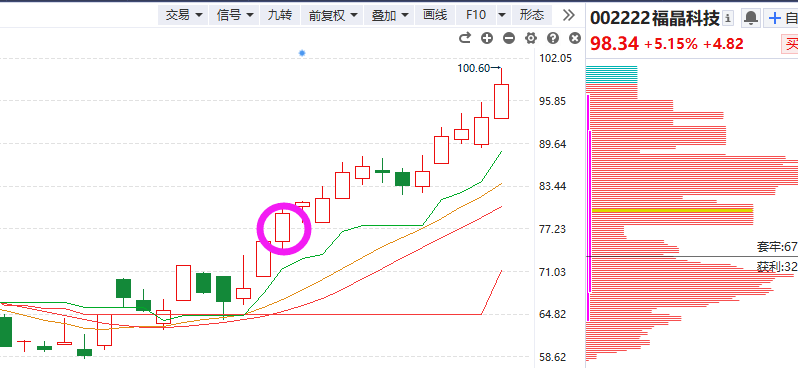 交易 信号 九转 前复权 叠加 画线 F10 形态
002222 福晶科技
98.34 +5.15% +4.82
100.60
102.05
95.85
89.64
83.44
77.23
71.03
64.82
58.62
自
买
套牢:67
获利:32